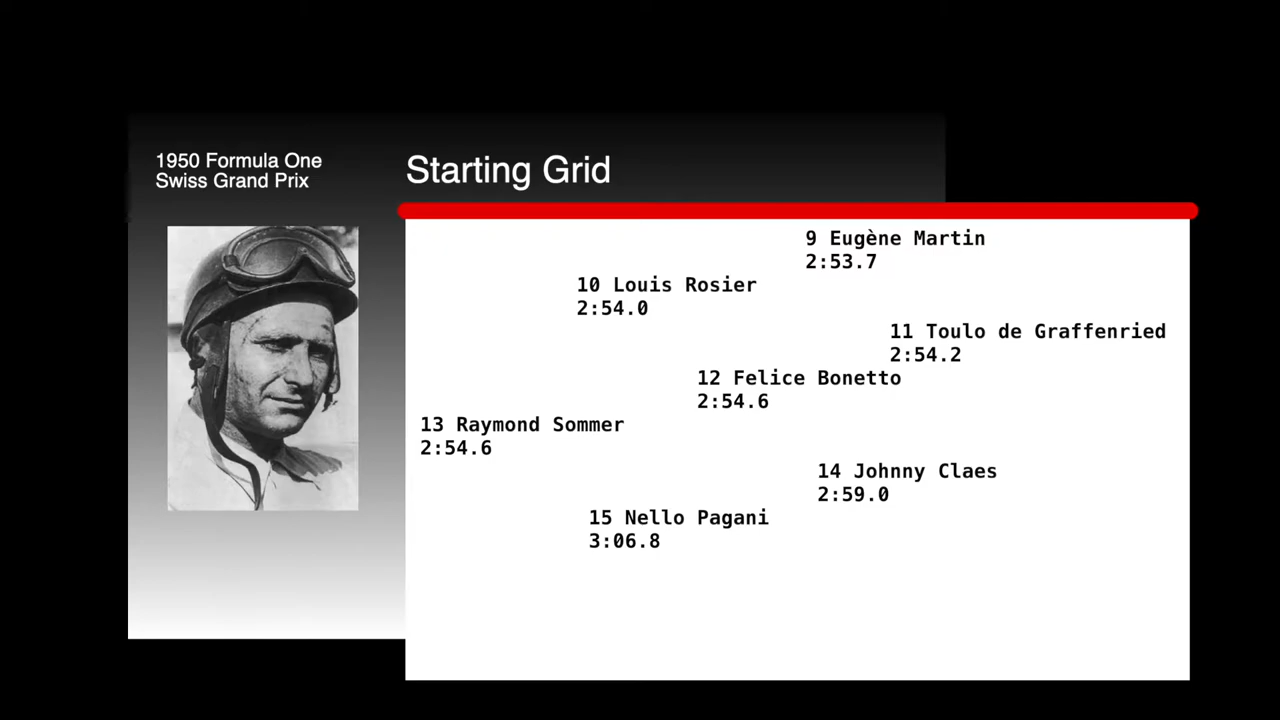 1950 Formula One
Swiss Grand Prix
Starting Grid
9 Eugène Martin
2:53.7
10 Louis Rosier
2:54.0
11 Toulo de Graffenried
2:54.2
12 Felice Bonetto
2:54.6
13 Raymond Sommer
2:54.6
14 Johnny Claes
2:59.0
15 Nello Pagani
3:06.8